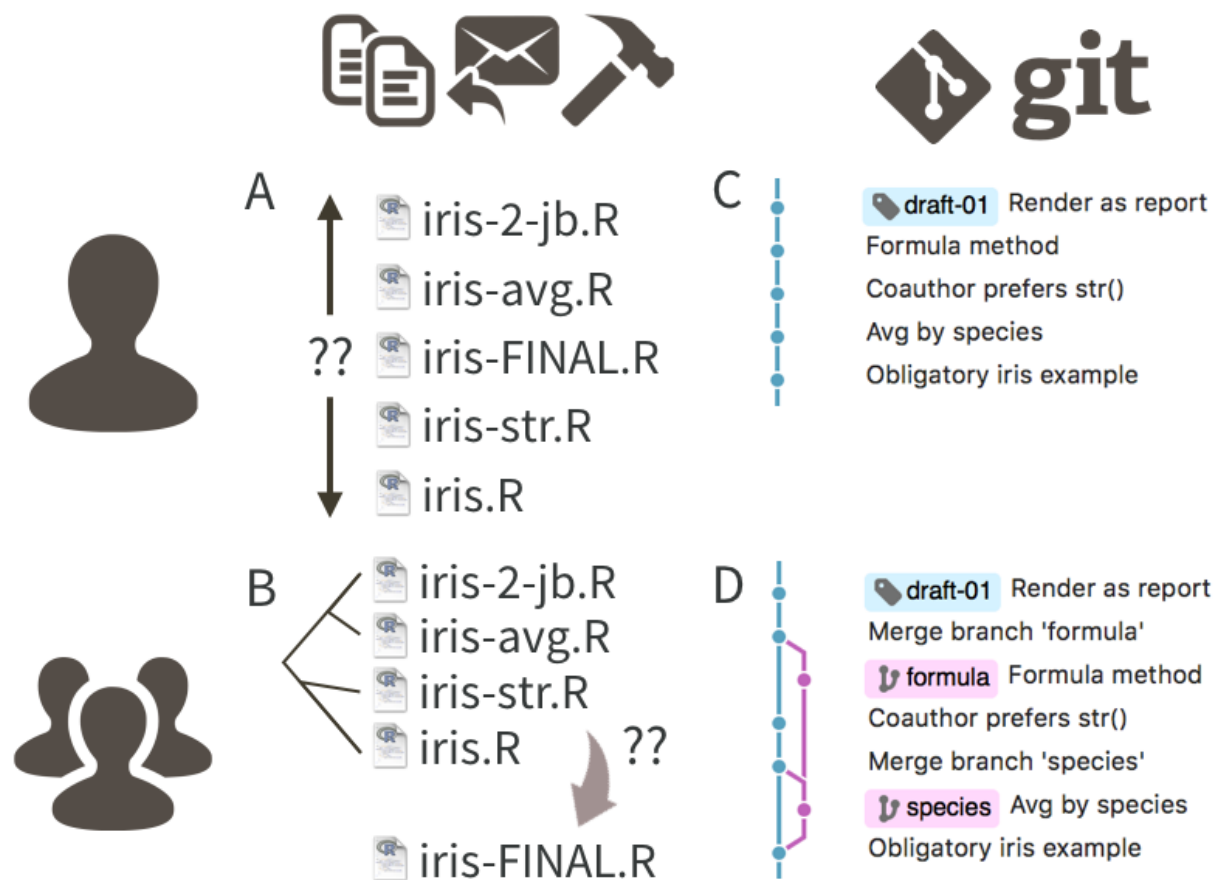 git
A
iris-2-jb.R
iris-avg.R
??
iris-FINAL.R
iris-str.R
iris.R
C
draft-01 Render as report
Formula method
Coauthor prefers str()
Avg by species
Obligatory iris example
B
iris-2-jb.R
iris-avg.R
iris-str.R
iris.R
??
iris-FINAL.R
D
draft-01 Render as report
Merge branch 'formula'
formula Formula method
Coauthor prefers str()
Merge branch 'species'
species Avg by species
Obligatory iris example